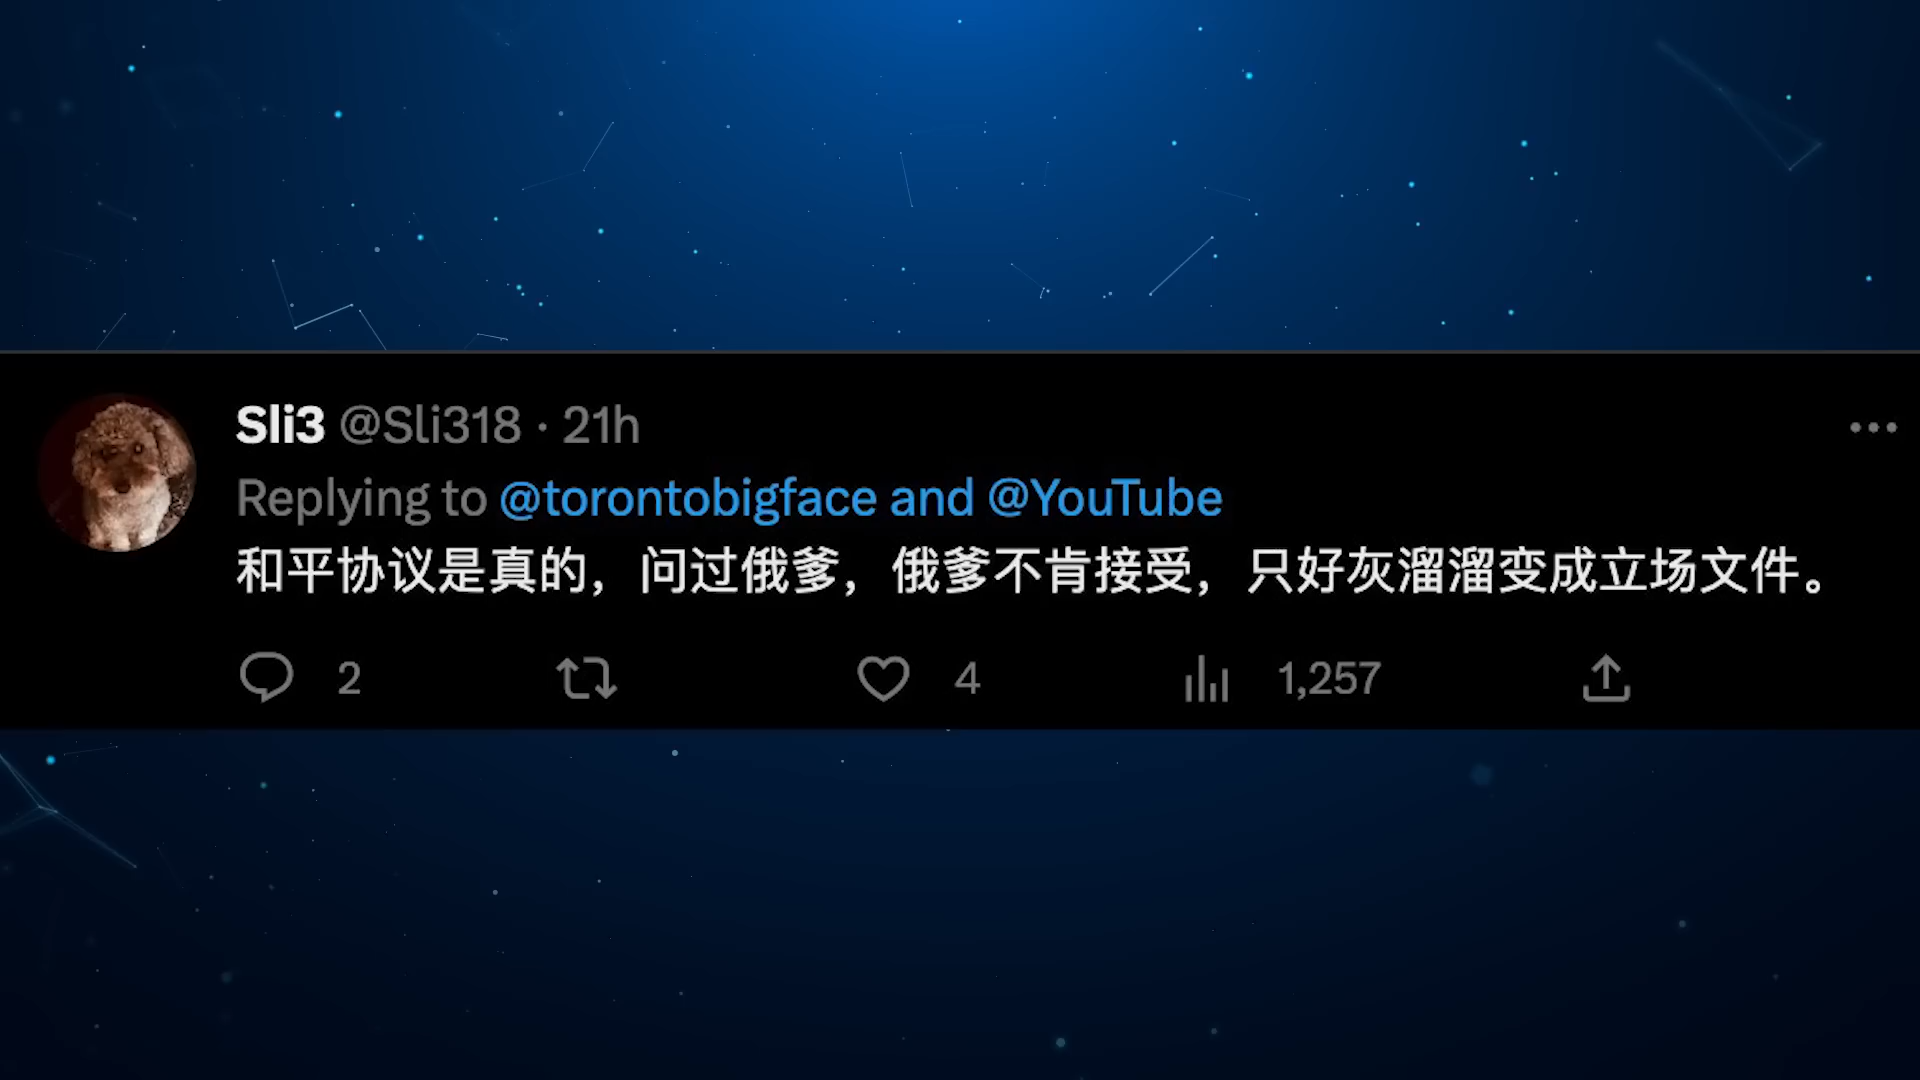 Sli3 @Sli318 · 21h
Replying to @torontobigface and @YouTube
和平协议是真的，问过俄爹，俄爹不肯接受，只好灰溜溜变成立场文件。
2 4 1,257